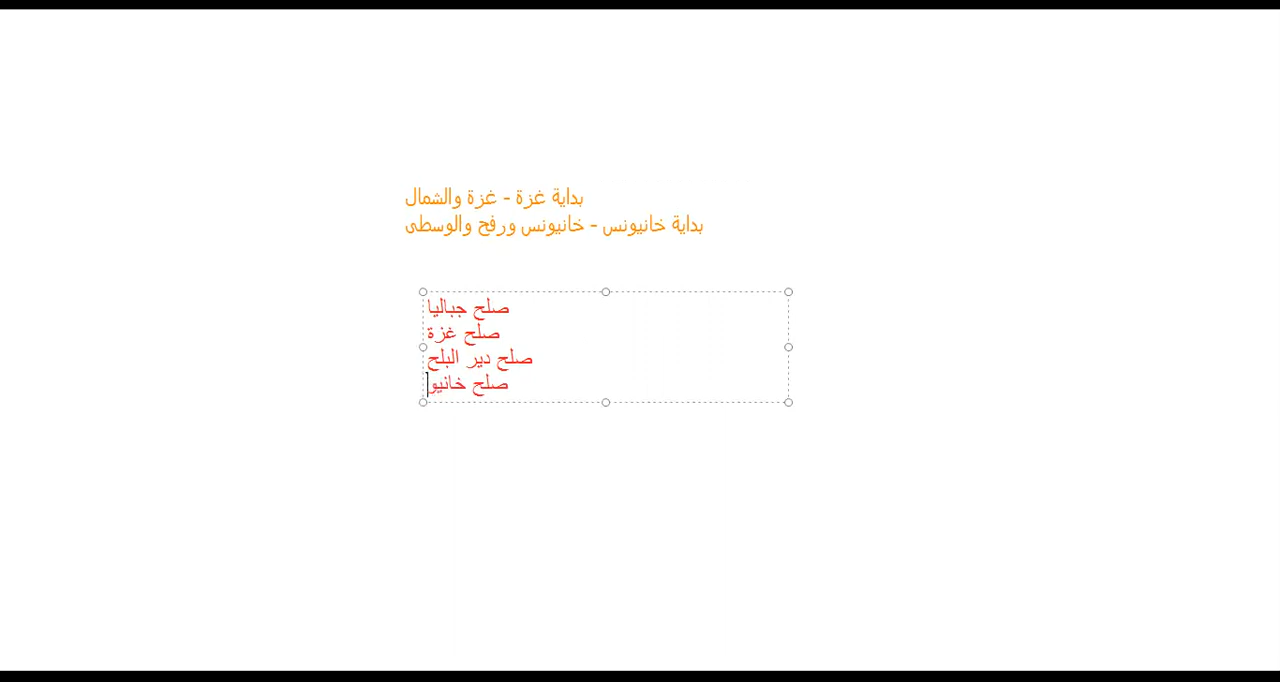 بداية غزة - غزة والشمال
بداية خانيونس - خانيونس ورفح والوسطى
صلح جباليا
صلح غزة
صلح دير البلح
صلح خانيو